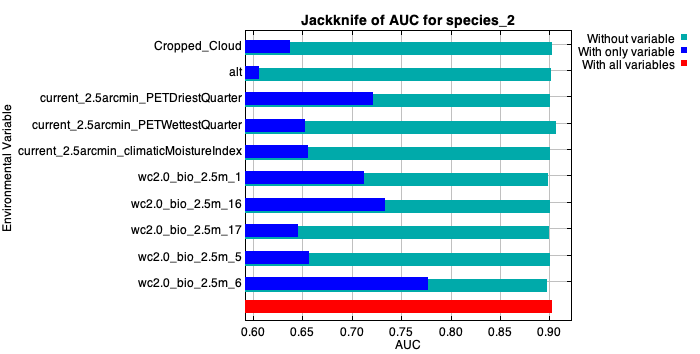 Jackknife of AUC for species_2
Without variable
With only variable
With all variables
Environmental Variable
Cropped_Cloud
alt
current_2.5arcmin_PETDriestQuarter
current_2.5arcmin_PETWettestQuarter
current_2.5arcmin_climaticMoistureIndex
wc2.0_bio_2.5m_1
wc2.0_bio_2.5m_16
wc2.0_bio_2.5m_17
wc2.0_bio_2.5m_5
wc2.0_bio_2.5m_6
0.60 0.65 0.70 0.75 0.80 0.85 0.90
AUC